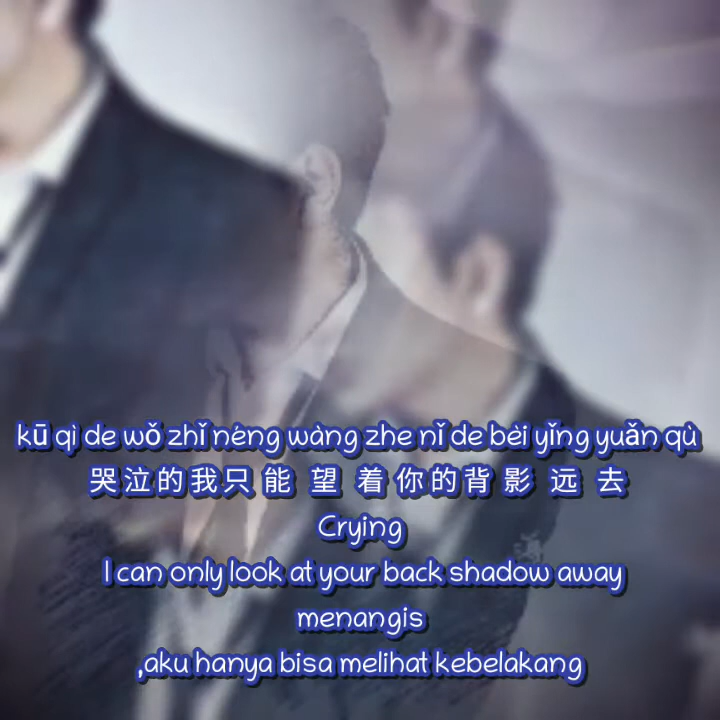 kū qì de wǒ zhǐ néng wàng zhe nǐ de bèi yǐng yuǎn qù
哭泣的我只能 望 着你的背影 远 去
Crying
I can only look at your back shadow away
menangis
,aku hanya bisa melihat kebelakang